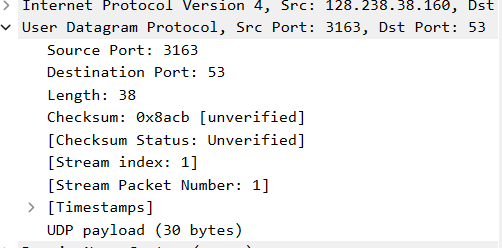 Internet Protocol Version 4, Src: 128.238.38.160, Dst
User Datagram Protocol, Src Port: 3163, Dst Port: 53
Source Port: 3163
Destination Port: 53
Length: 38
Checksum: 0x8acb [unverified]
[Checksum Status: Unverified]
[Stream index: 1]
[Stream Packet Number: 1]
[Timestamps]
UDP payload (30 bytes)